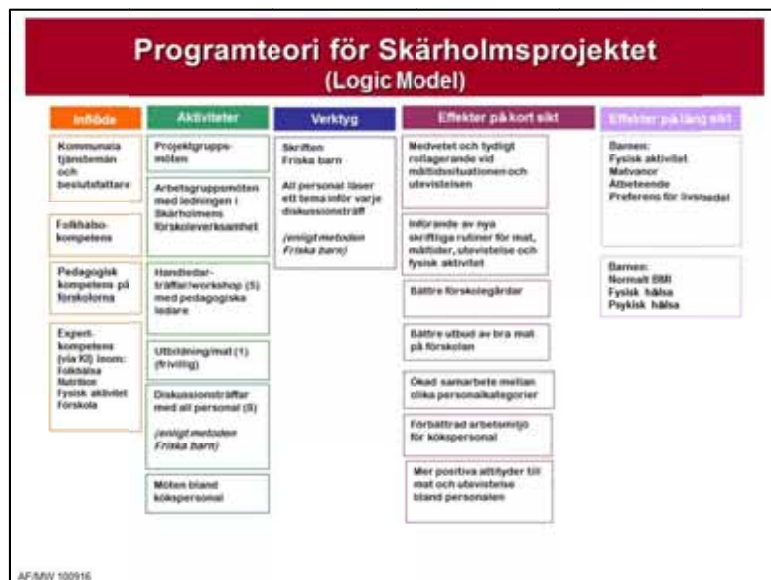 Programteori för Skärholmsprojektet
(Logic Model)
Inflöde
Kommunala
tjänstemän
och
beslutsfattare
Folkhälso-
kompetens
Pedagogisk
kompetens på
förskolorna
Expert-
kompetens
(via KI) inom:
Folkhälsa
Nutrition
Fysisk aktivitet
Förskola
Aktiviteter
Projektgrupps-
möten
Arbetsgruppsmöten
med ledningen i
Skärholmens
förskoleverksamhet
Handledar-
träffar/workshop (5)
med pedagogiska
ledare
Utbildning/mat (1)
(frivillig)
Diskussionsträffar
med all personal (5)
(enligt metoden
Friska barn)
Möten bland
kökspersonal
Verktyg
Skriften
Friska barn
All personal läser
ett tema inför varje
diskussionsträff
(enligt metoden
Friska barn)
Effekter på kort sikt
Medvetet och tydligt
rollagerande vid
måltidssituationen och
utevistelsen
Införande av nya
skriftliga rutiner för mat,
måltider, utevistelse och
fysisk aktivitet
Bättre förskolegårdar
Bättre utbud av bra mat
på förskolan
Ökad samarbete mellan
olika personalkategorier
Förbättrad arbetsmiljö
för kökspersonal
Mer positiva attityder till
mat och utevistelse
bland personalen
Effekter på lång sikt
Barnen:
Fysisk aktivitet
Matvanor
Ätbeteende
Preferens för livsmedel
Barnen:
Normalt BMI
Fysisk hälsa
Psykisk hälsa
AF/MW 100916